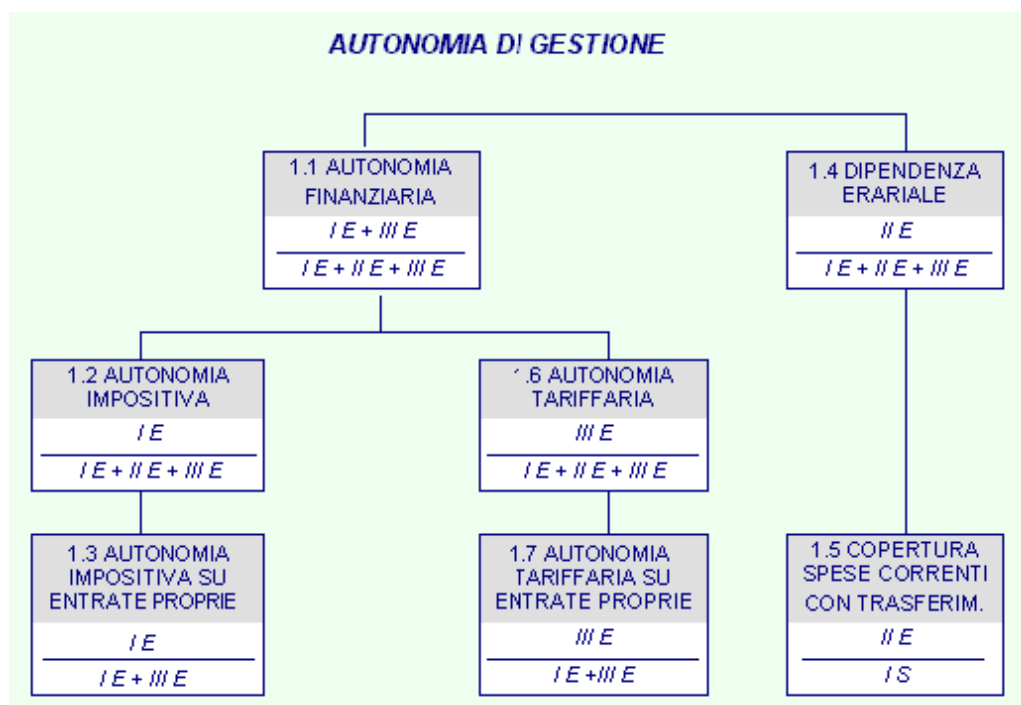 AUTONOMIA DI GESTIONE
1.1 AUTONOMIA
FINANZIARIA
I E + III E
I E + II E + III E
1.4 DIPENDENZA
ERARIALE
II E
I E + II E + III E
1.2 AUTONOMIA
IMPOSITIVA
I E
I E + II E + III E
1.6 AUTONOMIA
TARIFFARIA
III E
I E + II E + III E
1.3 AUTONOMIA
IMPOSITIVA SU
ENTRATE PROPRIE
I E
I E + III E
1.7 AUTONOMIA
TARIFFARIA SU
ENTRATE PROPRIE
III E
I E +III E
1.5 COPERTURA
SPESE CORRENTI
CON TRASFERIM.
II E
I S